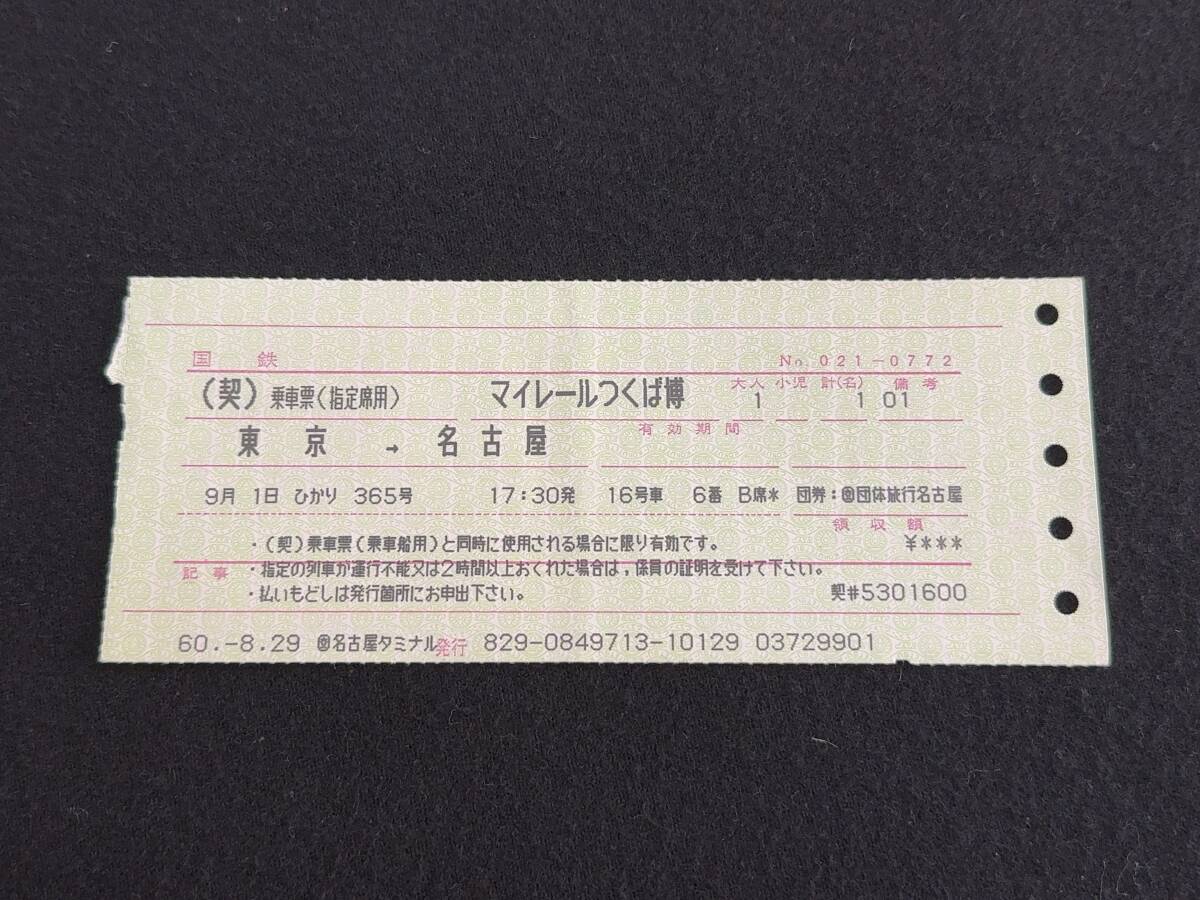 国 鉄 No. 021-0772
(契)乗車票(指定席用) マイレールつくば博 大人 小児 計(名) 備考
1 1 01
東京 → 名古屋 有効期間
9月 1日 ひかり 365号 17:30発 16号車 6番 B席* 団券:団体旅行名古屋
領収額
・(契)乗車票(乗車船用)と同時に使用される場合に限り有効です。 ¥***
記事 ・指定の列車が運行不能又は2時間以上おくれた場合は,係員の証明を受けて下さい。
・払いもどしは発行箇所にお申出下さい。 契#5301600
60.-8.29 名古屋タミナル発行 829-0849713-10129 03729901